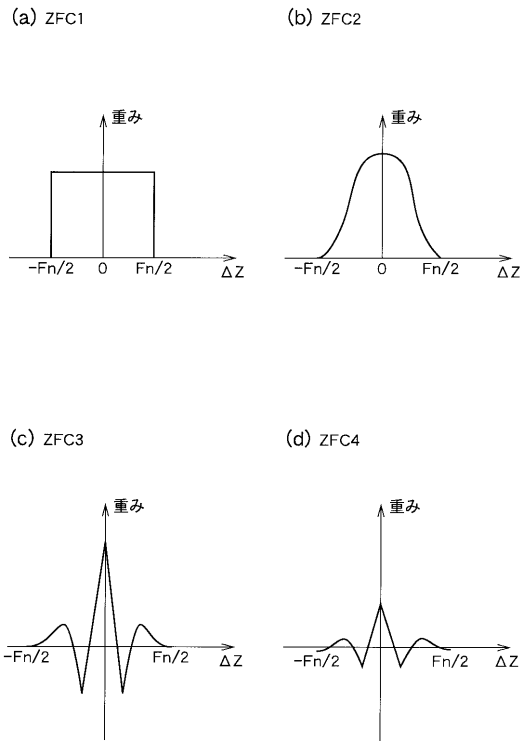 (a) ZFC1
重み
-Fn/2 0 Fn/2 ΔZ
(b) ZFC2
重み
-Fn/2 0 Fn/2 ΔZ
(c) ZFC3
重み
-Fn/2 Fn/2 ΔZ
(d) ZFC4
重み
-Fn/2 Fn/2 ΔZ